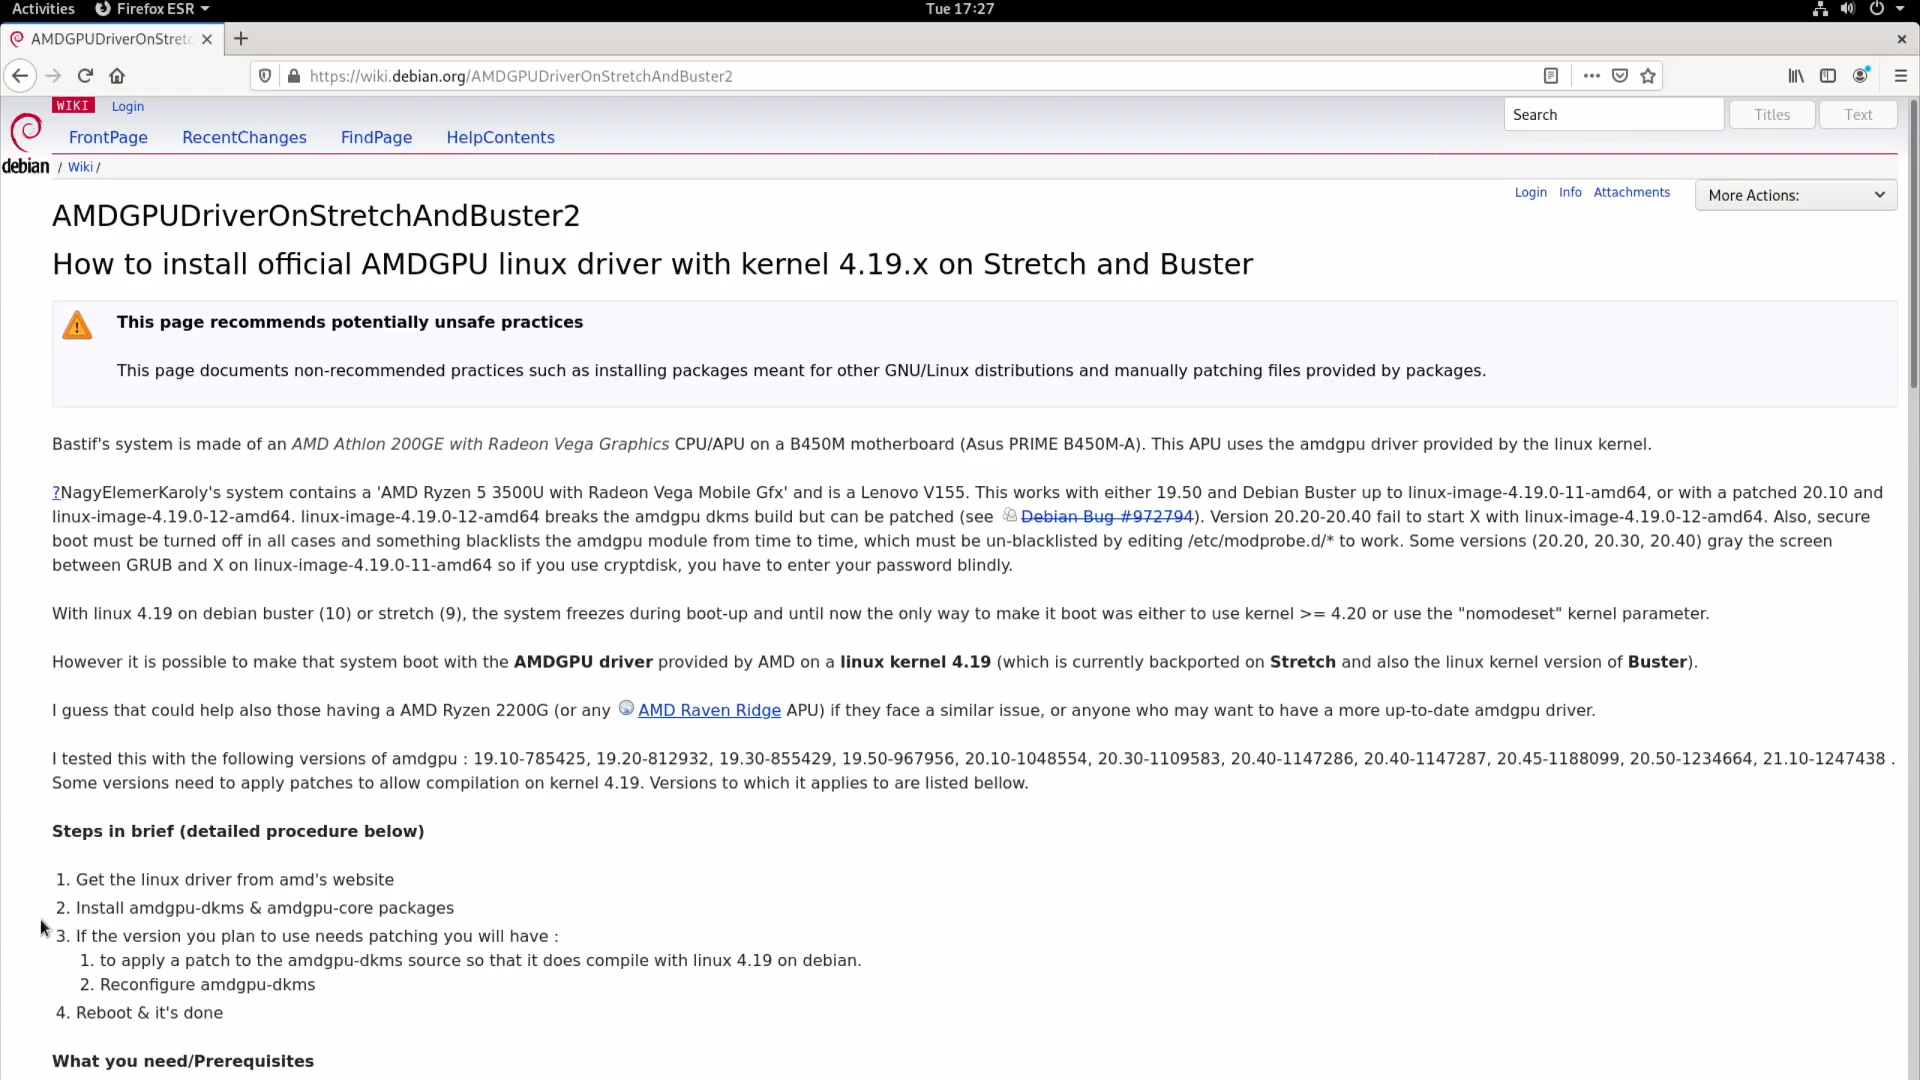 Activities Firefox ESR Tue 17:27
AMDGPUDriverOnStretc
https://wiki.debian.org/AMDGPUDriverOnStretchAndBuster2
WIKI Login
Search Titles Text
FrontPage RecentChanges FindPage HelpContents
debian / Wiki /
Login Info Attachments More Actions:
AMDGPUDriverOnStretchAndBuster2
How to install official AMDGPU linux driver with kernel 4.19.x on Stretch and Buster
This page recommends potentially unsafe practices
This page documents non-recommended practices such as installing packages meant for other GNU/Linux distributions and manually patching files provided by packages.
Bastif's system is made of an AMD Athlon 200GE with Radeon Vega Graphics CPU/APU on a B450M motherboard (Asus PRIME B450M-A). This APU uses the amdgpu driver provided by the linux kernel.
?NagyElemerKaroly's system contains a 'AMD Ryzen 5 3500U with Radeon Vega Mobile Gfx' and is a Lenovo V155. This works with either 19.50 and Debian Buster up to linux-image-4.19.0-11-amd64, or with a patched 20.10 and
linux-image-4.19.0-12-amd64. linux-image-4.19.0-12-amd64 breaks the amdgpu dkms build but can be patched (see Debian Bug #972794). Version 20.20-20.40 fail to start X with linux-image-4.19.0-12-amd64. Also, secure
boot must be turned off in all cases and something blacklists the amdgpu module from time to time, which must be un-blacklisted by editing /etc/modprobe.d/* to work. Some versions (20.20, 20.30, 20.40) gray the screen
between GRUB and X on linux-image-4.19.0-11-amd64 so if you use cryptdisk, you have to enter your password blindly.
With linux 4.19 on debian buster (10) or stretch (9), the system freezes during boot-up and until now the only way to make it boot was either to use kernel >= 4.20 or use the "nomodeset" kernel parameter.
However it is possible to make that system boot with the AMDGPU driver provided by AMD on a linux kernel 4.19 (which is currently backport on Stretch and also the linux kernel version of Buster).
I guess that could help also those having a AMD Ryzen 2200G (or any AMD Raven Ridge APU) if they face a similar issue, or anyone who may want to have a more up-to-date amdgpu driver.
I tested this with the following versions of amdgpu : 19.10-785425, 19.20-812932, 19.30-855429, 19.50-967956, 20.10-1048554, 20.30-1109583, 20.40-1147286, 20.40-1147287, 20.45-1188099, 20.50-1234664, 21.10-1247438 .
Some versions need to apply patches to allow compilation on kernel 4.19. Versions to which it applies to are listed bellow.
Steps in brief (detailed procedure below)
1. Get the linux driver from amd's website
2. Install amdgpu-dkms & amdgpu-core packages
3. If the version you plan to use needs patching you will have :
1. to apply a patch to the amdgpu-dkms source so that it does compile with linux 4.19 on debian.
2. Reconfigure amdgpu-dkms
4. Reboot & it's done
What you need/Prerequisites